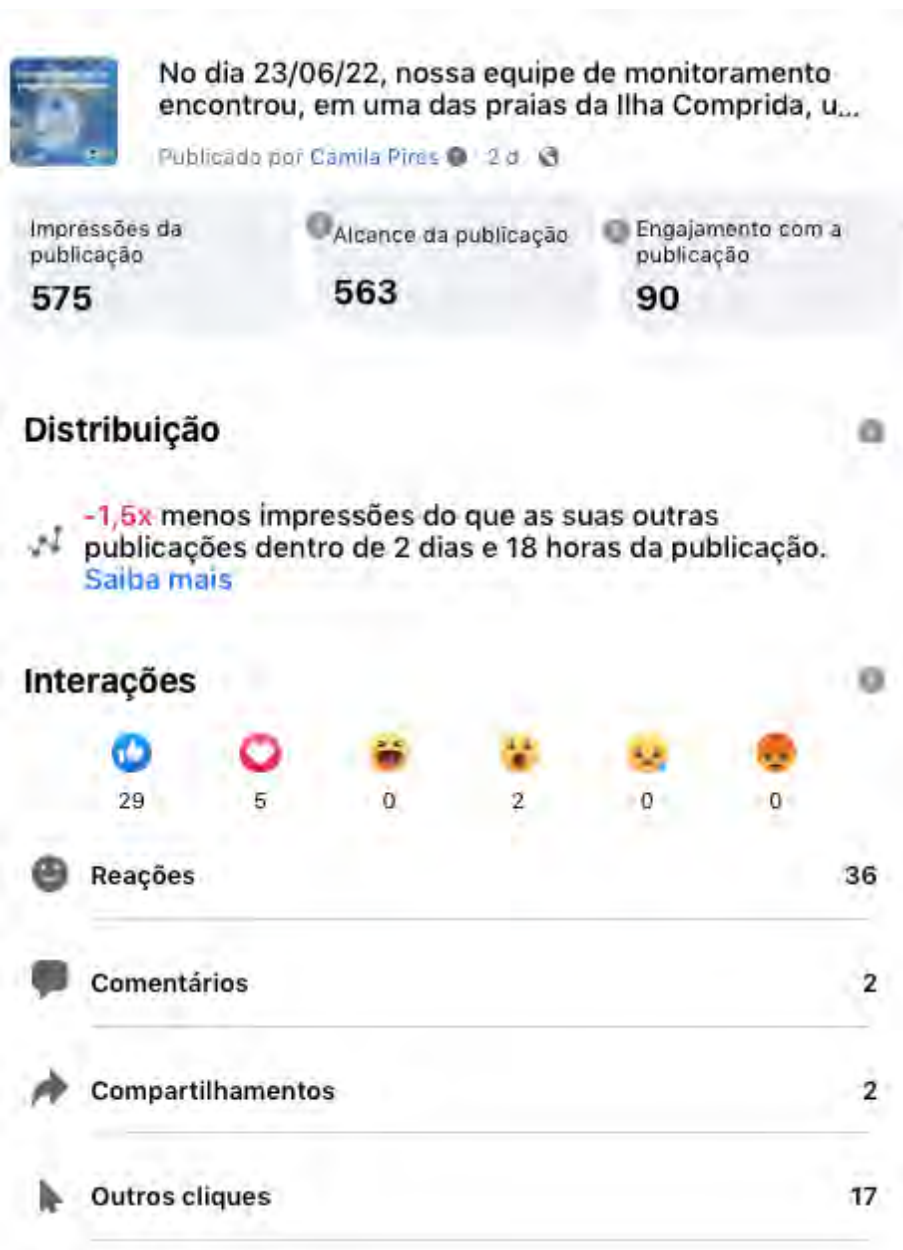 No dia 23/06/22, nossa equipe de monitoramento
encontrou, em uma das praias da Ilha Comprida, u...
Publicado por Camila Pires 2 d
Impressões da
publicação
575
Alcance da publicação
563
Engajamento com a
publicação
90
Distribuição
-1,5x menos impressões do que as suas outras
publicações dentro de 2 dias e 18 horas da publicação.
Saiba mais
Interações
29 5 0 2 0 0
Reações 36
Comentários 2
Compartilhamentos 2
Outros cliques 17